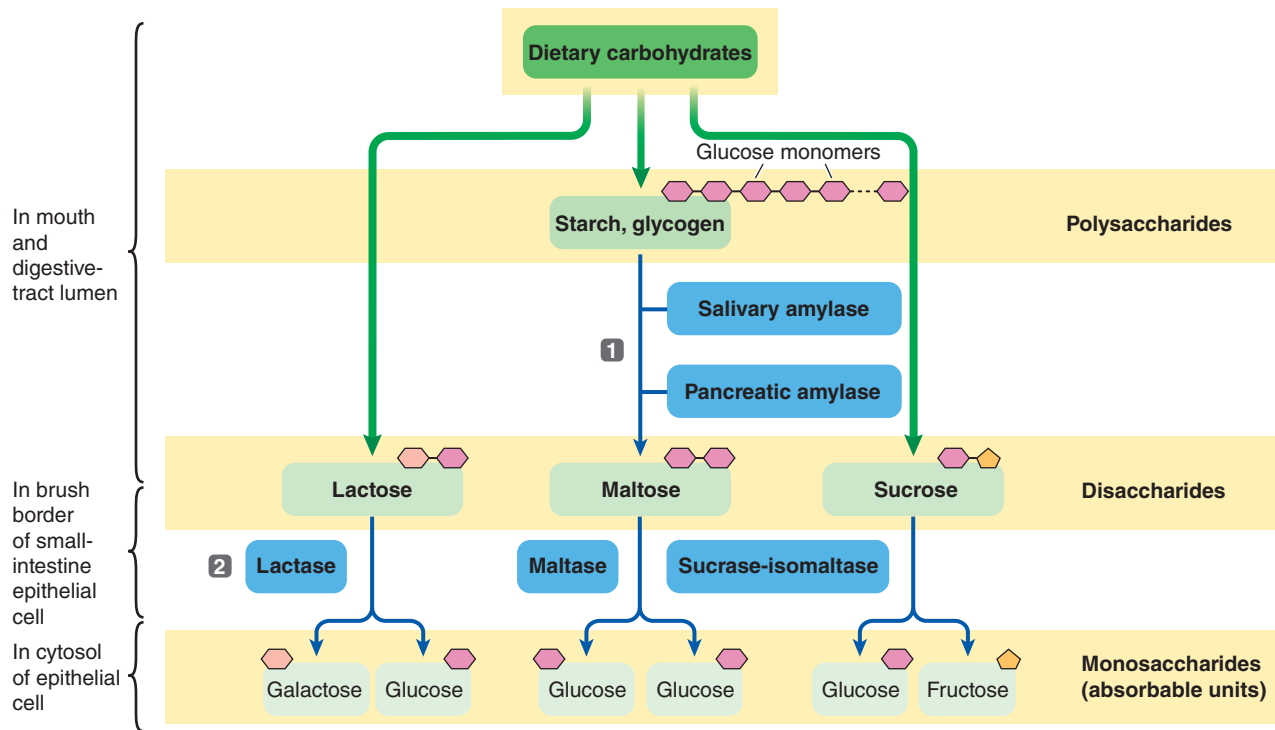 Dietary carbohydrates
Glucose monomers
In mouth
and
digestive-
tract lumen
Starch, glycogen
Polysaccharides
Salivary amylase
1
Pancreatic amylase
Lactose
Maltose
Sucrose
Disaccharides
In brush
border
of small-
intestine
epithelial
cell
2
Lactase
Maltase
Sucrase-isomaltase
In cytosol
of epithelial
cell
Galactose
Glucose
Glucose
Glucose
Glucose
Fructose
Monosaccharides
(absorbable units)